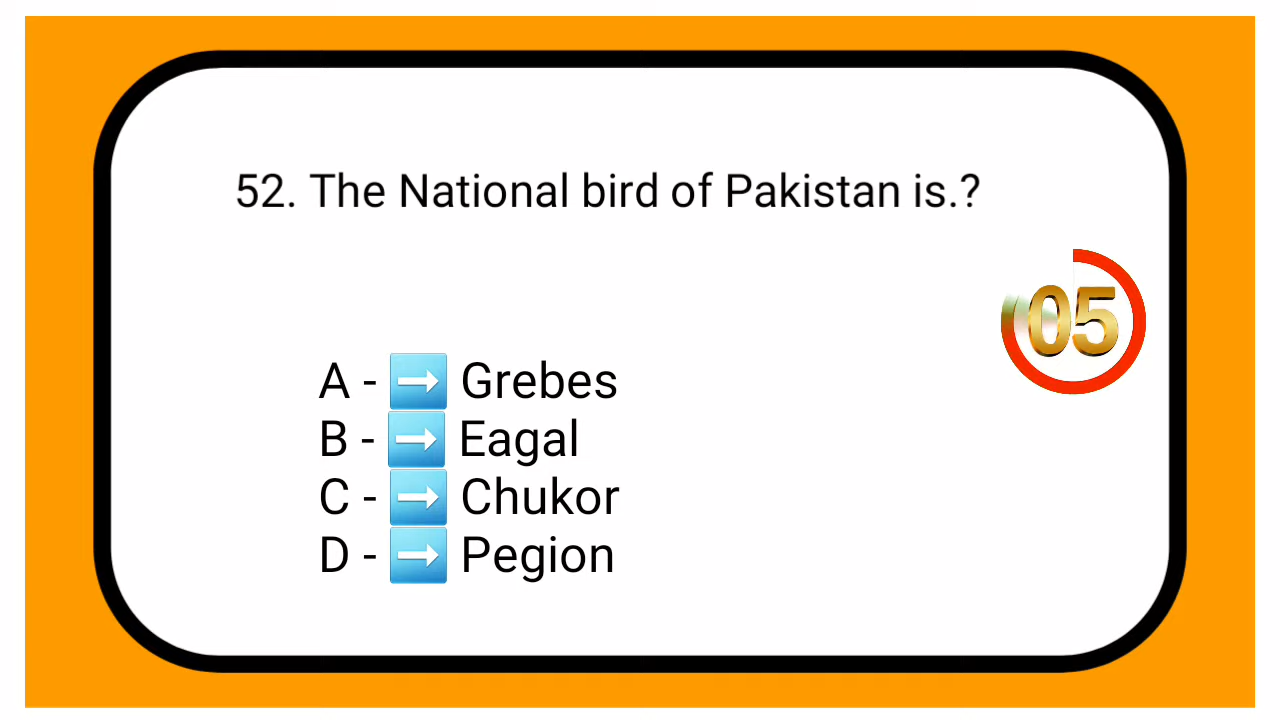 52. The National bird of Pakistan is.?
05
A - ➡ Grebes
B - ➡ Eagal
C - ➡ Chukor
D - ➡ Pegion